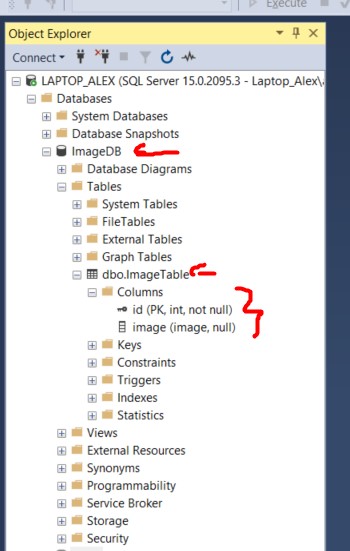 Execute
Object Explorer
Connect
LAPTOP_ALEX (SQL Server 15.0.2095.3 - Laptop_Alex\
Databases
System Databases
Database Snapshots
ImageDB
Database Diagrams
Tables
System Tables
FileTables
External Tables
Graph Tables
dbo.ImageTable
Columns
id (PK, int, not null)
image (image, null)
Keys
Constraints
Triggers
Indexes
Statistics
Views
External Resources
Synonyms
Programmability
Service Broker
Storage
Security